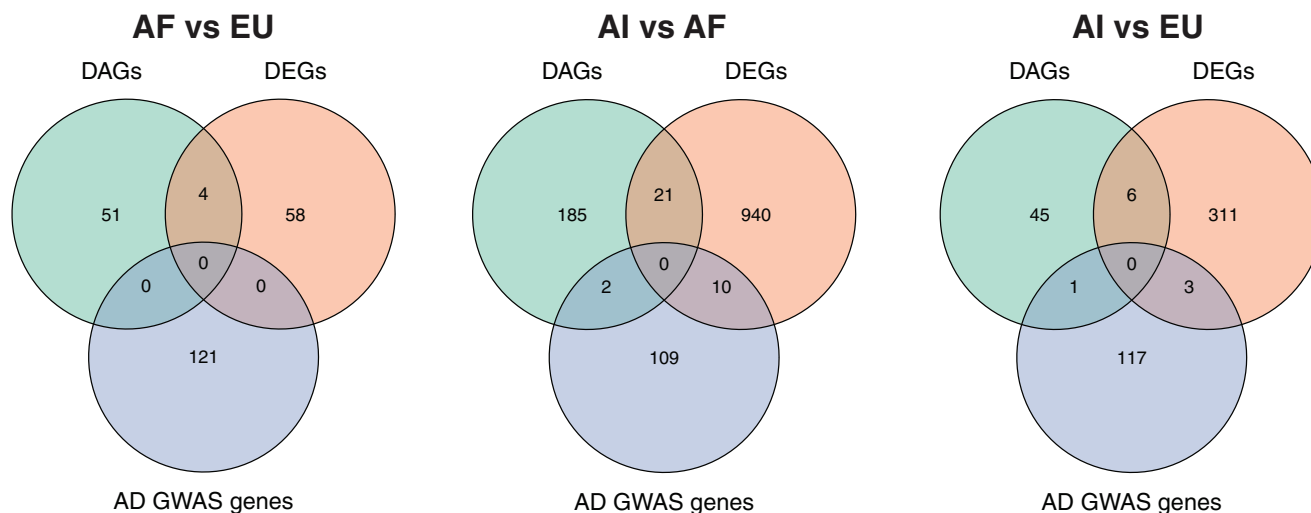 AF vs EU
DAGs DEGs
4
51 58
0
0 0
121
AD GWAS genes
AI vs AF
DAGs DEGs
21
185 940
0
2 10
109
AD GWAS genes
AI vs EU
DAGs DEGs
6
45 311
0
1 3
117
AD GWAS genes